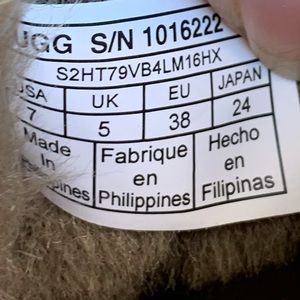 UGG S/N 1016222
S2HT79VB4LM16HX
USA UK EU JAPAN
7 5 38 24
Made In Philippines
Fabrique en Philippines
Hecho en Filipinas